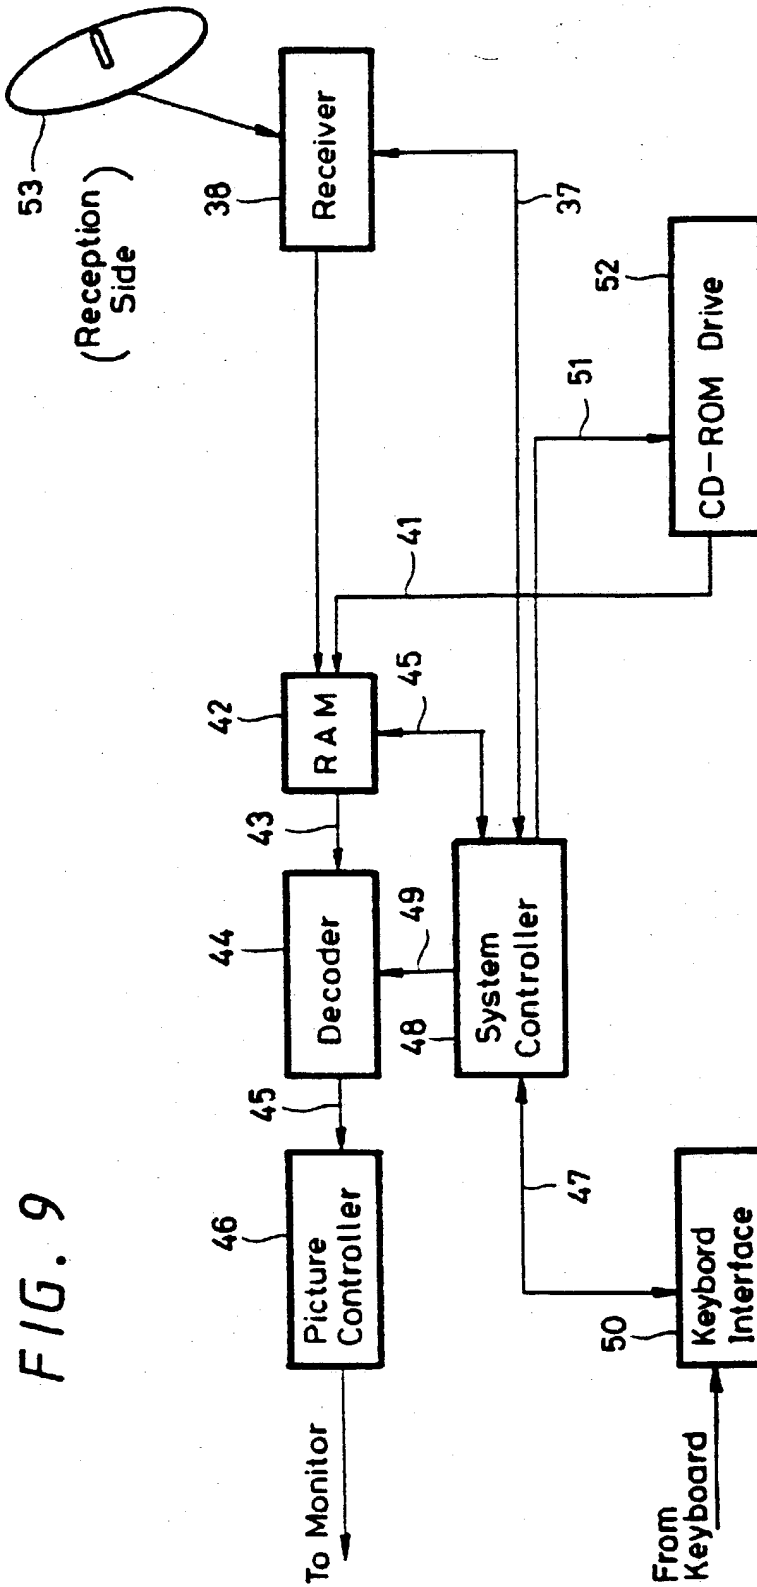 FIG. 9
53
(Reception
Side)
38
Receiver
37
42
RAM
41
45
43
44
Decoder
49
45
46
Picture
Controller
To Monitor
48
System
Controller
51
52
CD-ROM Drive
47
50
Keybord
Interface
From
Keyboard